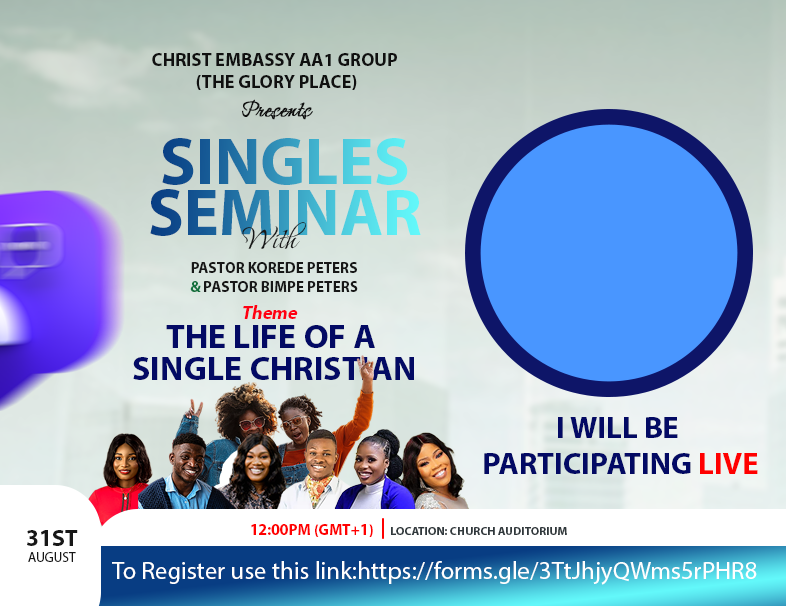 CHRIST EMBASSY AA1 GROUP
(THE GLORY PLACE)
Presents
SINGLES
SEMINAR
With
PASTOR KOREDE PETERS
& PASTOR BIMPE PETERS
Theme
THE LIFE OF A
SINGLE CHRISTIAN
I WILL BE
PARTICIPATING LIVE
31ST
AUGUST
12:00PM (GMT+1) | LOCATION: CHURCH AUDITORIUM
To Register use this link:https://forms.gle/3TtJhjyQWms5rPHR8